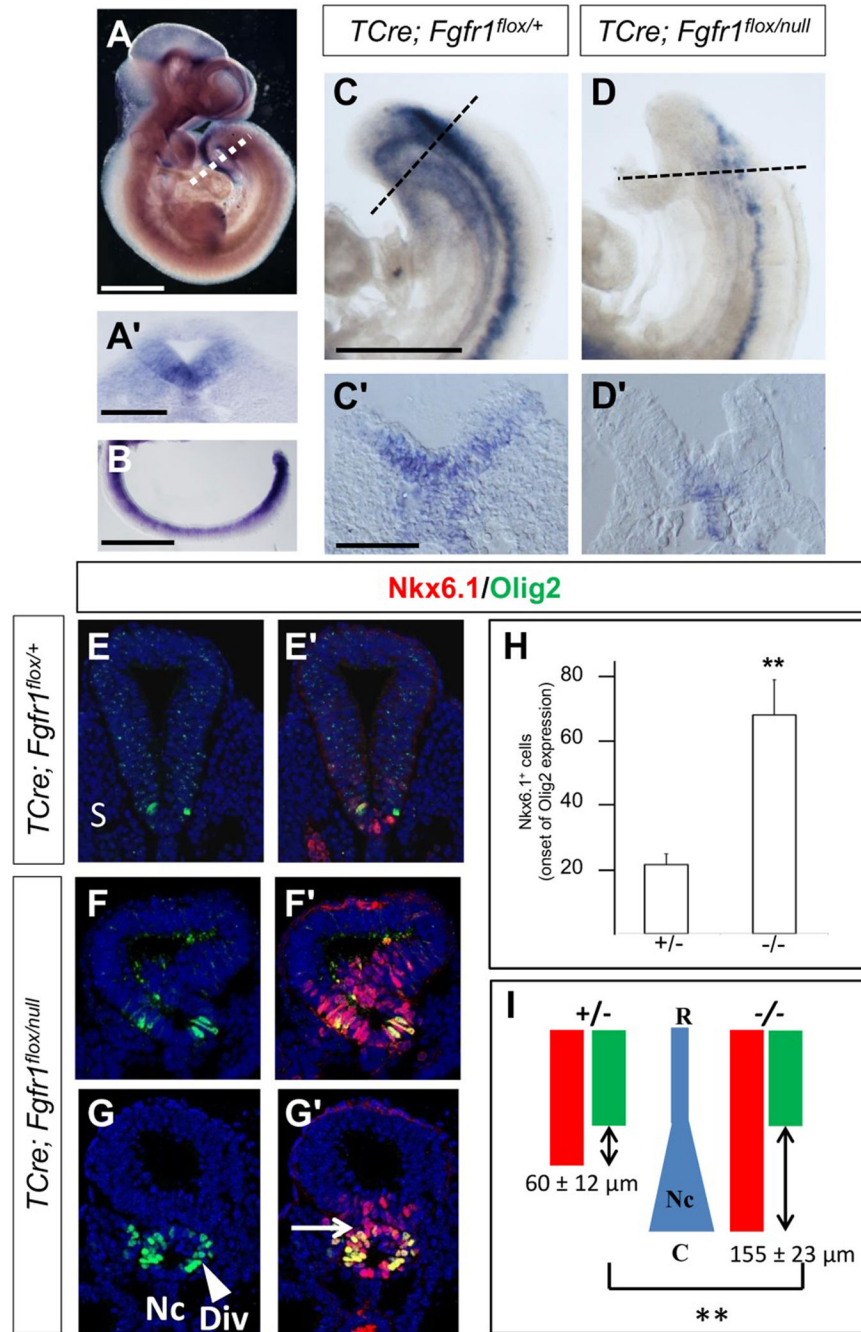 TCre; Fgfr1flox/+
TCre; Fgfr1flox/null
A
C
D
A'
B
C'
D'
Nkx6.1/Olig2
TCre; Fgfr1flox/+
E
S
E'
H
80
60
40
20
**
Nkx6.1+ cells
(onset of Olig2 expression)
+/-
-/-
TCre; Fgfr1flox/null
F
F'
G
Nc
Div
G'
I
+/-
R
-/-
60 ± 12 µm
Nc
C
155 ± 23 µm
**